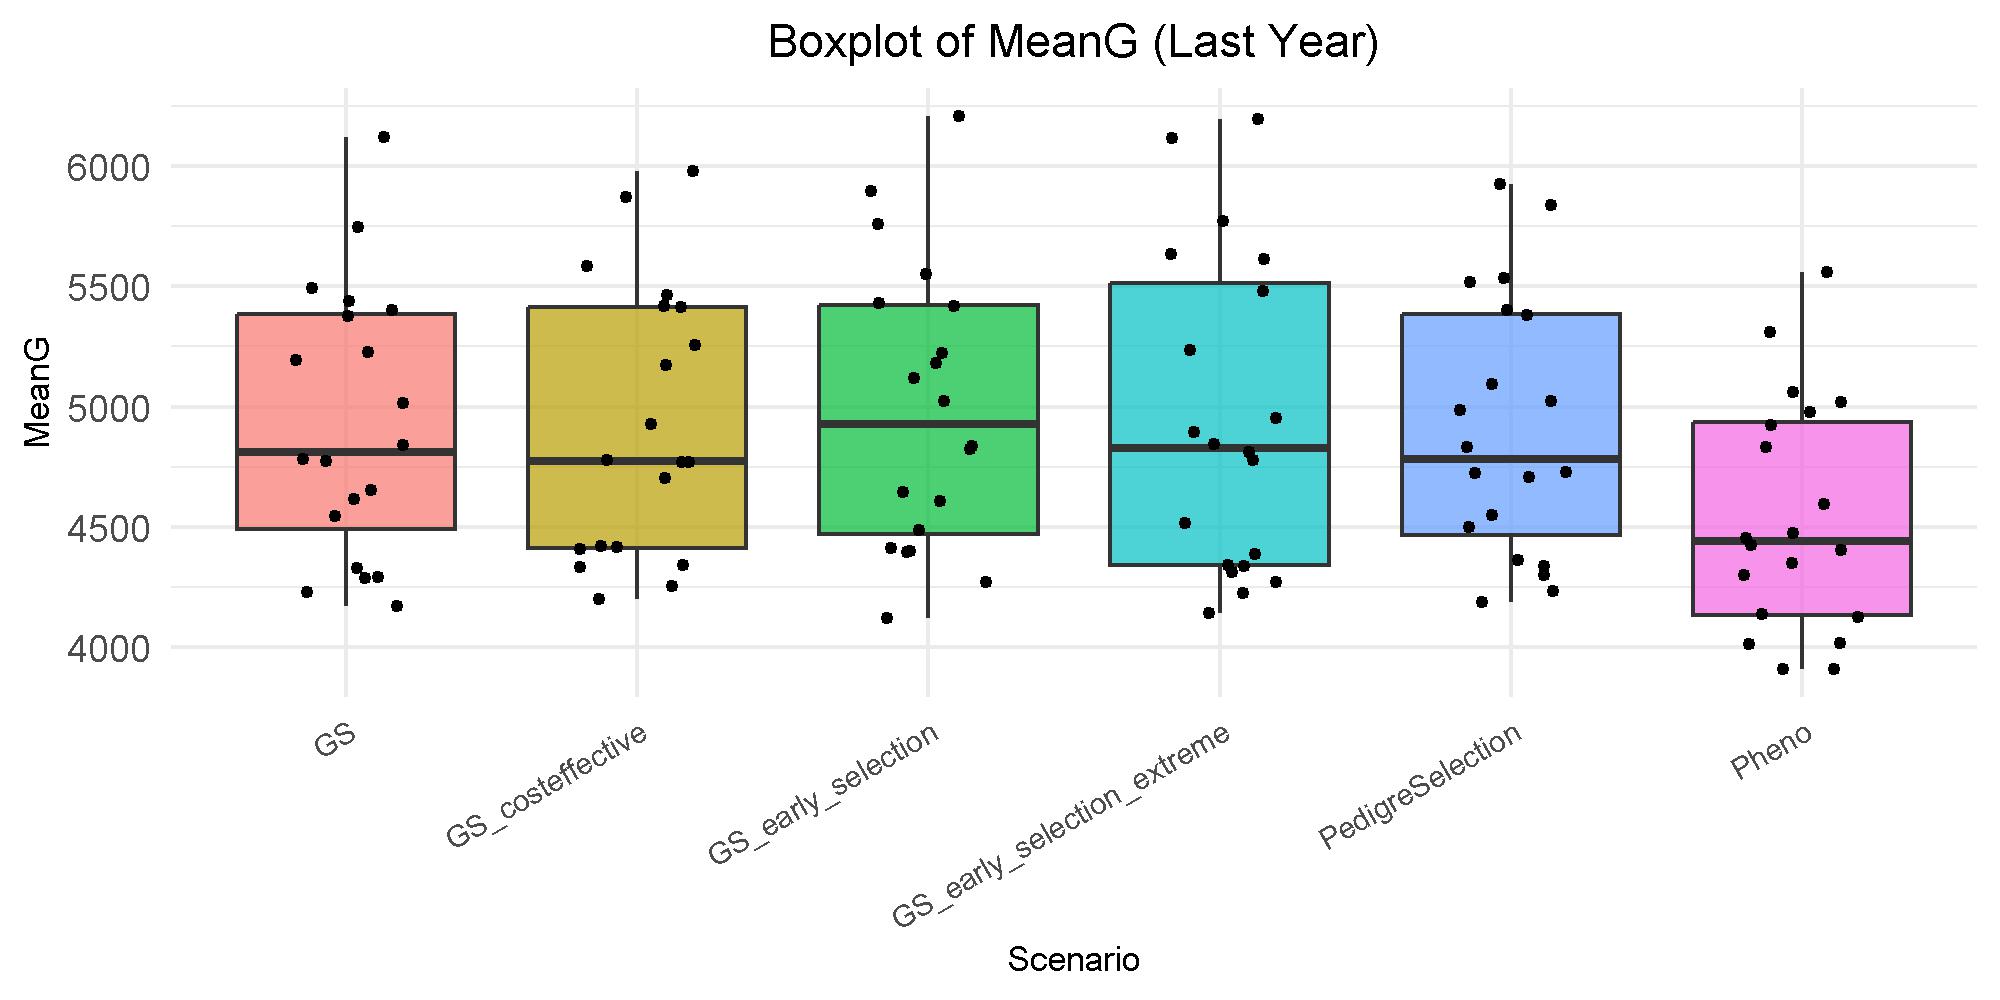 Boxplot of MeanG (Last Year)
MeanG
6000
5500
5000
4500
4000
GS
GS_costeffective
GS_early_selection
GS_early_selection_extreme
PedigreSelection
Pheno
Scenario